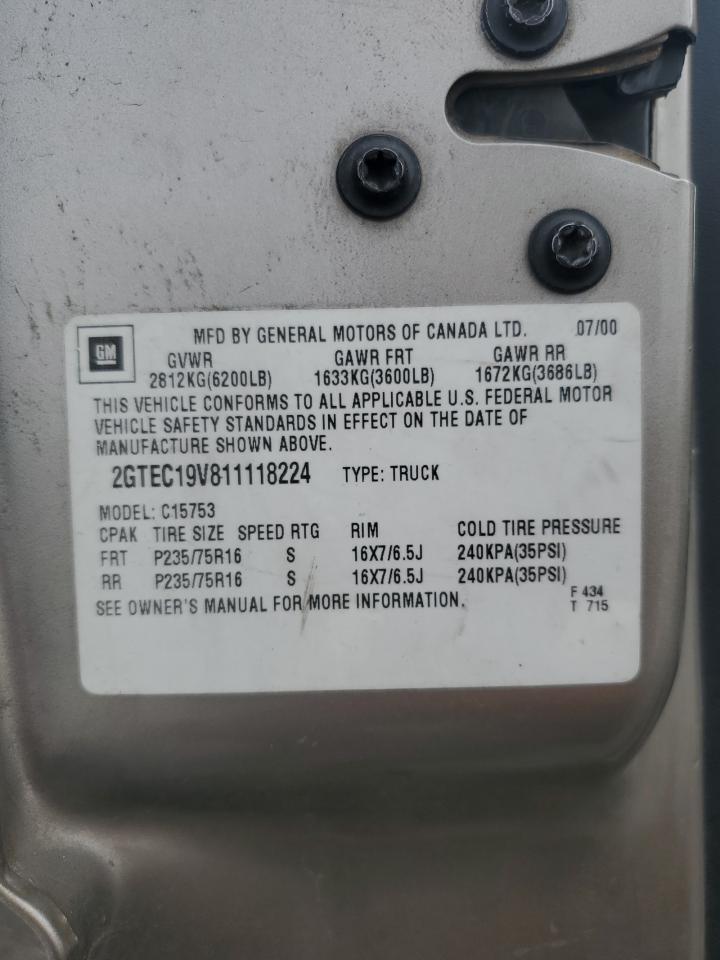 MFD BY GENERAL MOTORS OF CANADA LTD. 07/00
GM
GVWR GAWR FRT GAWR RR
2812KG(6200LB) 1633KG(3600LB) 1672KG(3686LB)
THIS VEHICLE CONFORMS TO ALL APPLICABLE U.S. FEDERAL MOTOR
VEHICLE SAFETY STANDARDS IN EFFECT ON THE DATE OF
MANUFACTURE SHOWN ABOVE.
2GTEC19V811118224 TYPE: TRUCK
MODEL: C15753
CPAK TIRE SIZE SPEED RTG RIM COLD TIRE PRESSURE
FRT P235/75R16 S 16X7/6.5J 240KPA(35PSI)
RR P235/75R16 S 16X7/6.5J 240KPA(35PSI)
SEE OWNER'S MANUAL FOR MORE INFORMATION. F 434
T 715